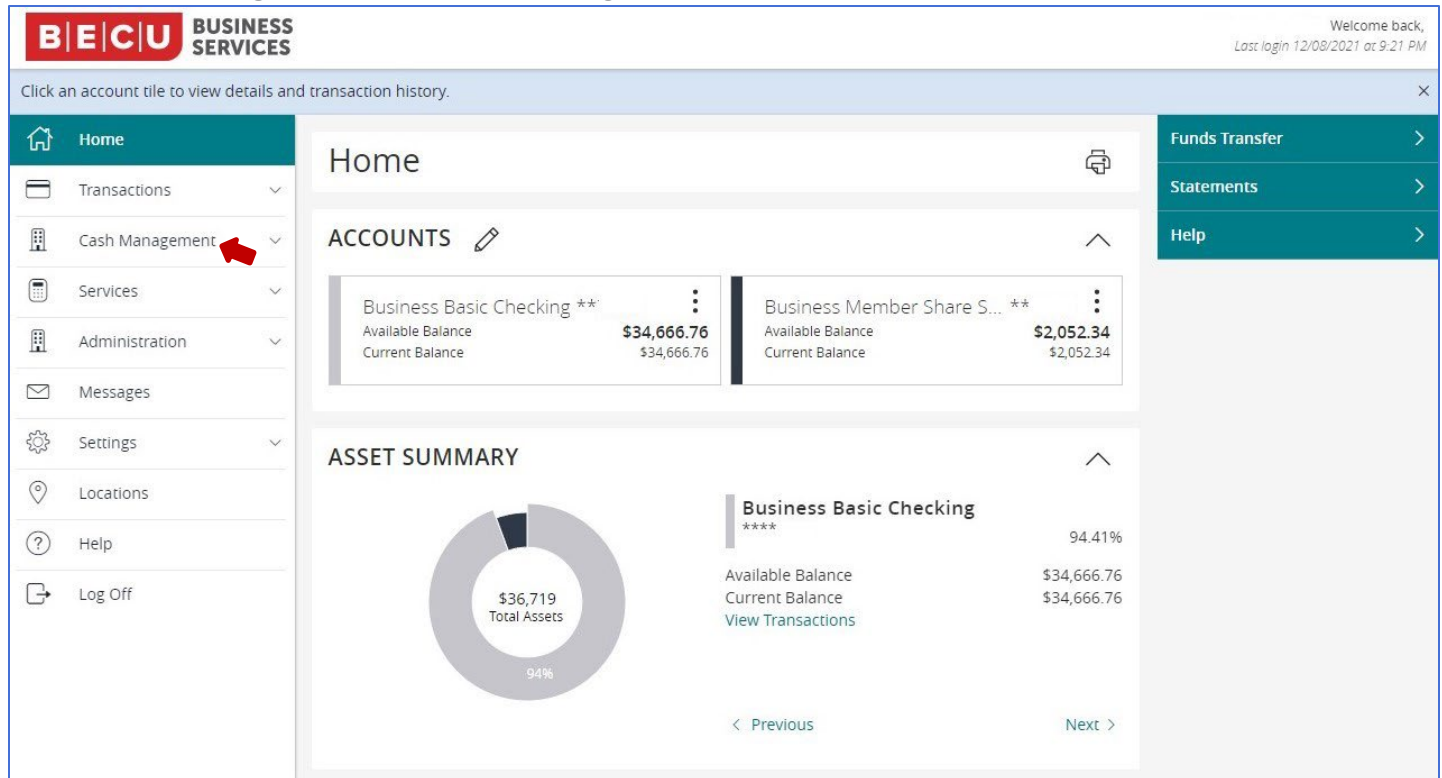 B|E|C|U BUSINESS SERVICES
Welcome back,
Last login 12/08/2021 at 9:21 PM
Click an account tile to view details and transaction history.
Home
Transactions
Cash Management
Services
Administration
Messages
Settings
Locations
Help
Log Off
Home
ACCOUNTS
Business Basic Checking **
Available Balance $34,666.76
Current Balance $34,666.76
Business Member Share S... **
Available Balance $2,052.34
Current Balance $2,052.34
ASSET SUMMARY
$36,719
Total Assets
94%
Business Basic Checking
****
94.41%
Available Balance $34,666.76
Current Balance $34,666.76
View Transactions
< Previous Next >
Funds Transfer
Statements
Help